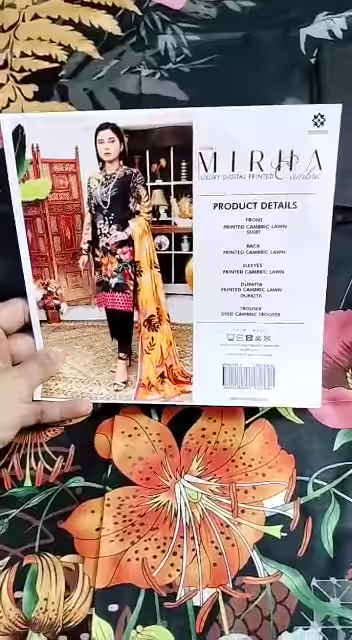 MIRHA
LUXURY DIGITAL PRINTED Cambric
PRODUCT DETAILS
FRONT
PRINTED CAMBRIC LAWN
SHIRT
BACK
PRINTED CAMBRIC LAWN
SLEEVES
PRINTED CAMBRIC LAWN
DUPATTA
PRINTED CAMBRIC LAWN
DUPATTA
TROUSER
DYED CAMBRIC TROUSER